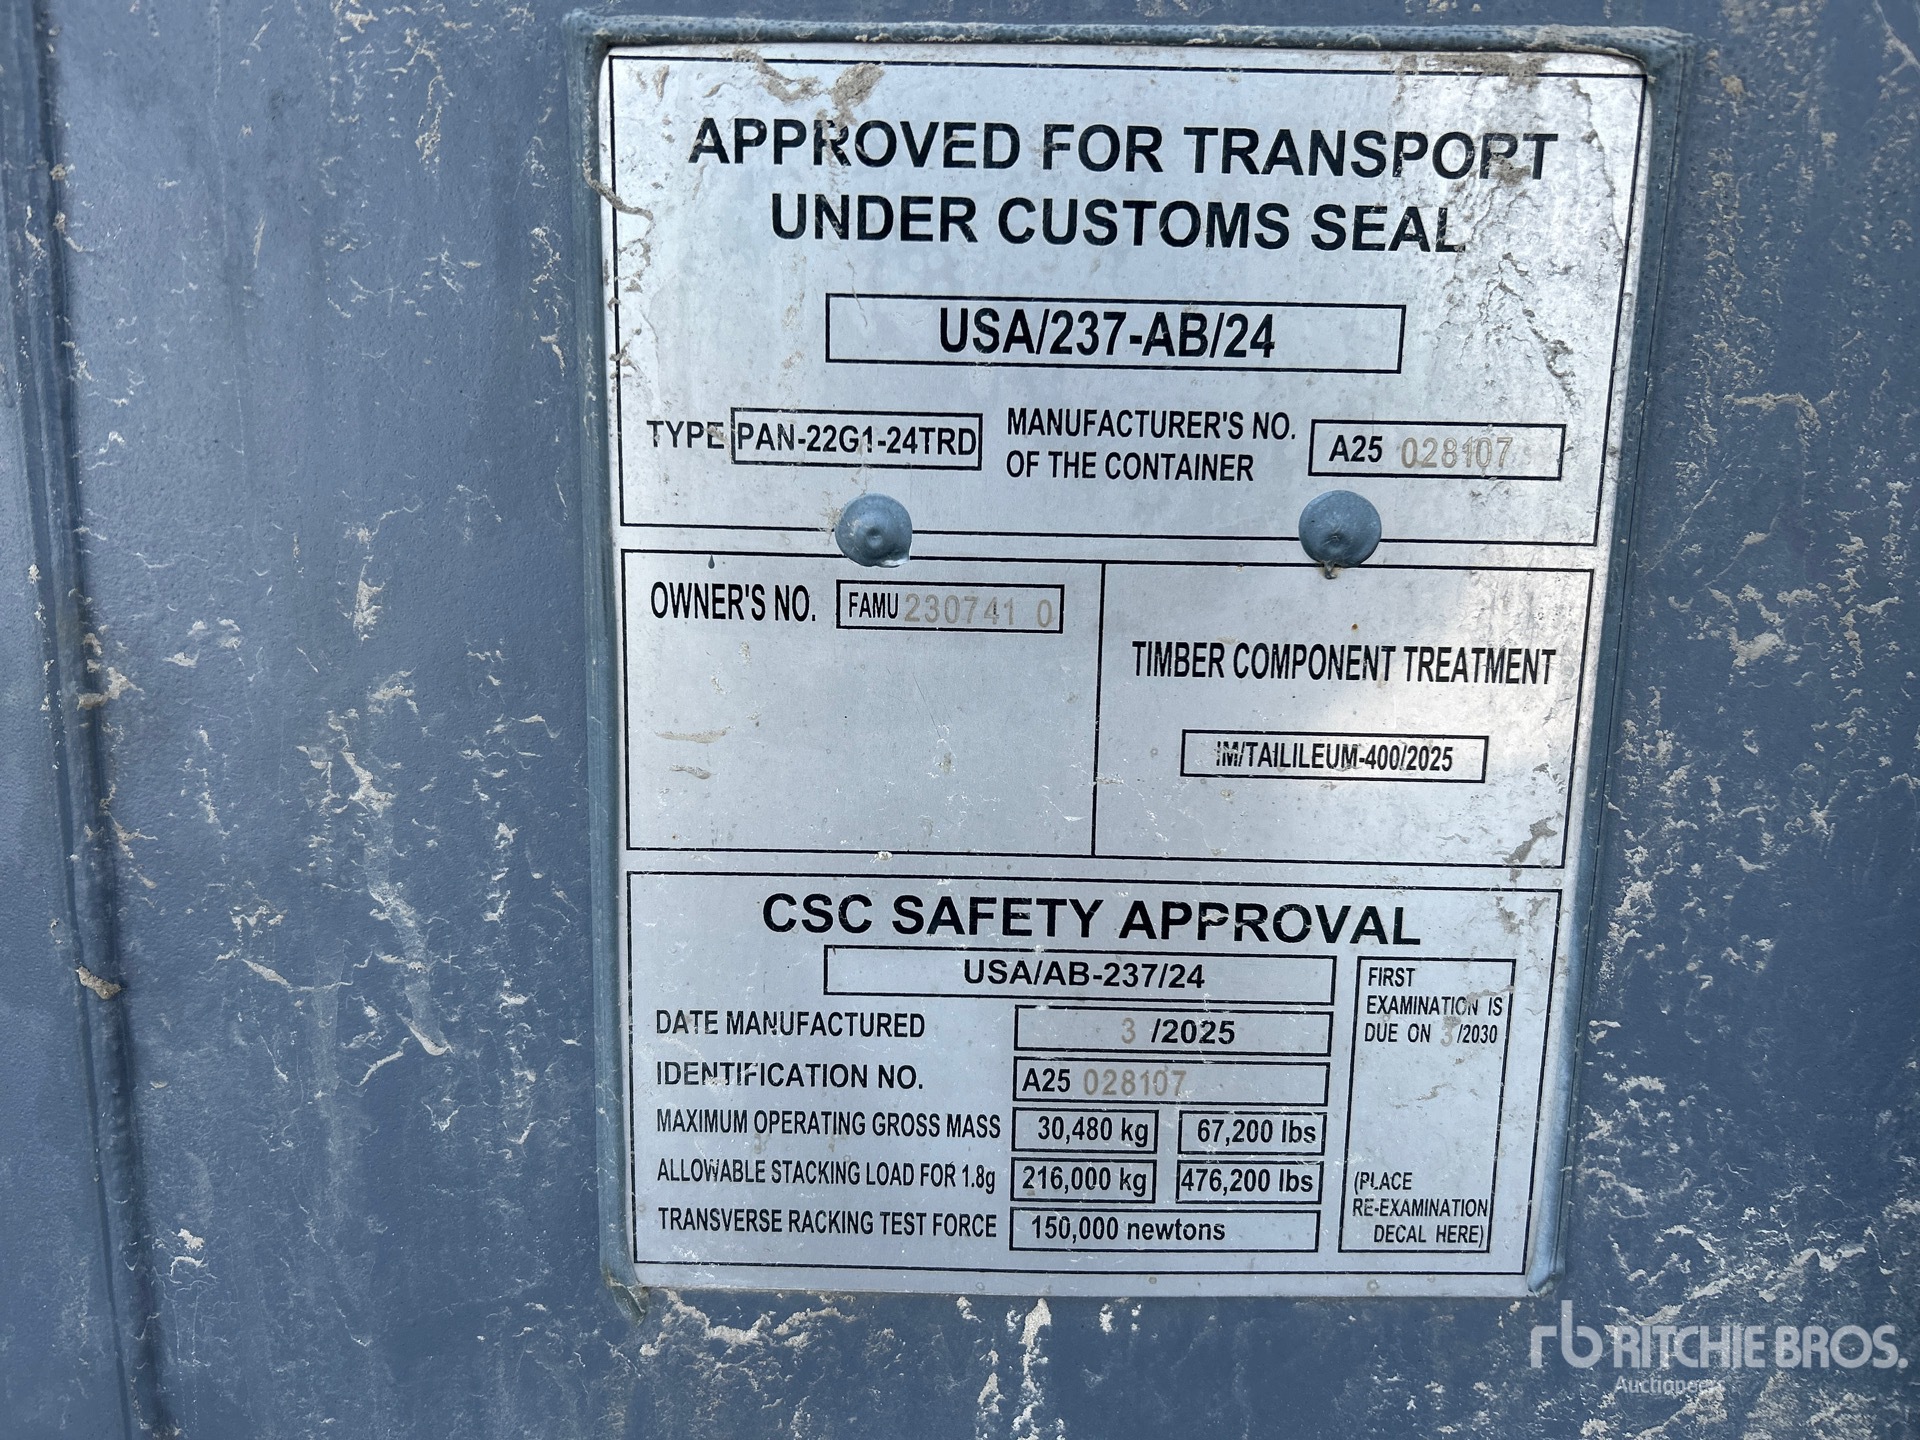 APPROVED FOR TRANSPORT
UNDER CUSTOMS SEAL
USA/237-AB/24
TYPE PAN-22G1-24TRD
MANUFACTURER'S NO.
OF THE CONTAINER
A25 028107
OWNER'S NO. FAMU 230741 0
TIMBER COMPONENT TREATMENT
IM/TAILILEUM-400/2025
CSC SAFETY APPROVAL
USA/AB-237/24
DATE MANUFACTURED 3 /2025
IDENTIFICATION NO. A25 028107
MAXIMUM OPERATING GROSS MASS 30,480 kg 67,200 lbs
ALLOWABLE STACKING LOAD FOR 1.8g 216,000 kg 476,200 lbs
TRANSVERSE RACKING TEST FORCE 150,000 newtons
FIRST
EXAMINATION IS
DUE ON 3/2030
(PLACE
RE-EXAMINATION
DECAL HERE)
rb RITCHIE BROS.
Auctioneers